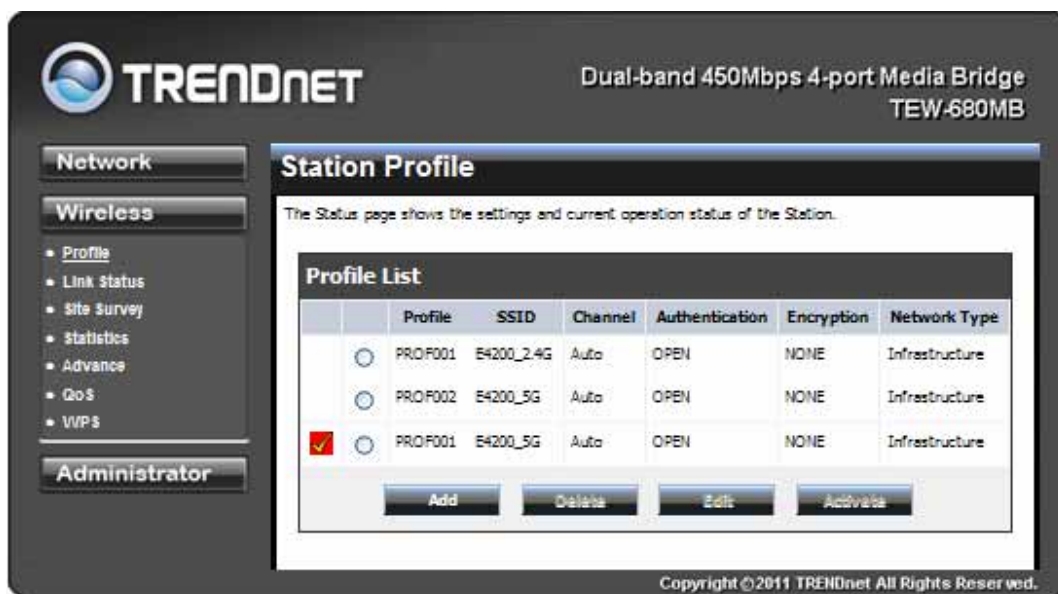 TRENDNET
Dual-band 450Mbps 4-port Media Bridge
TEW-680MB
Network
Wireless
Profile
Link Status
Site Survey
Statistics
Advance
QoS
WPS
Administrator
Station Profile
The Status page shows the settings and current operation status of the Station.
Profile List
Profile SSID Channel Authentication Encryption Network Type
PROF001 E4200_2.4G Auto OPEN NONE Infrastructure
PROF002 E4200_5G Auto OPEN NONE Infrastructure
PROF001 E4200_5G Auto OPEN NONE Infrastructure
Add Delete Edit Activate
Copyright ©2011 TRENDnet All Rights Reserved.